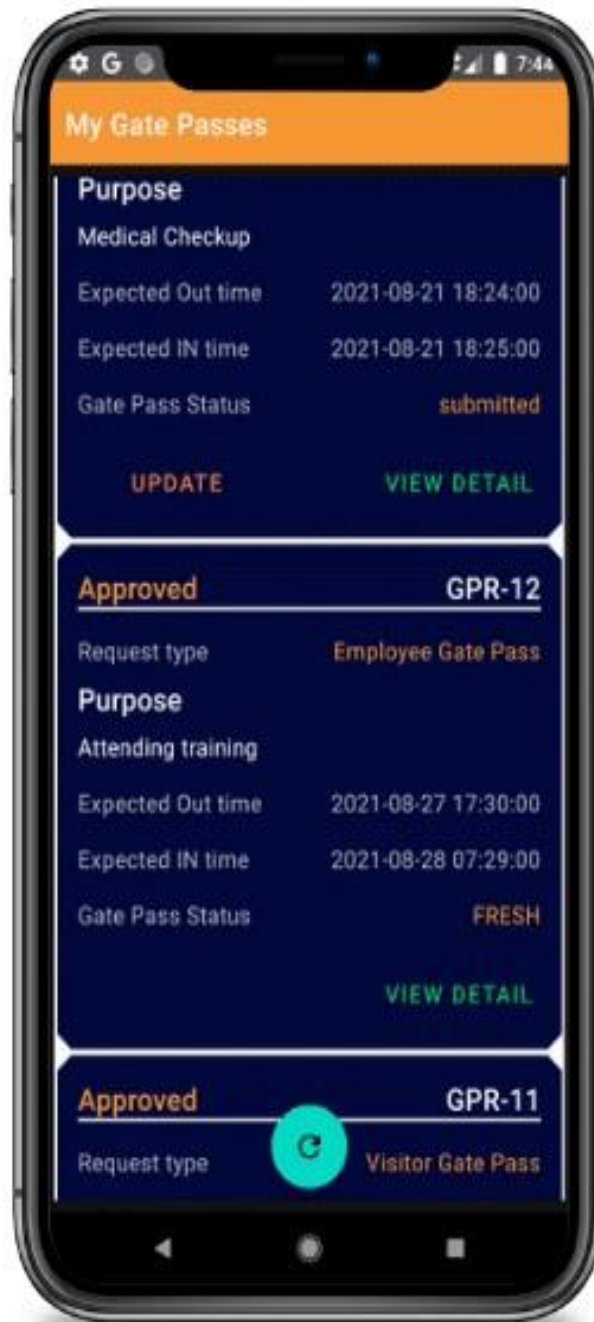 7:44
My Gate Passes
Purpose
Medical Checkup
Expected Out time 2021-08-21 18:24:00
Expected IN time 2021-08-21 18:25:00
Gate Pass Status submitted
UPDATE VIEW DETAIL
Approved GPR-12
Request type Employee Gate Pass
Purpose
Attending training
Expected Out time 2021-08-27 17:30:00
Expected IN time 2021-08-28 07:29:00
Gate Pass Status FRESH
VIEW DETAIL
Approved GPR-11
Request type Visitor Gate Pass